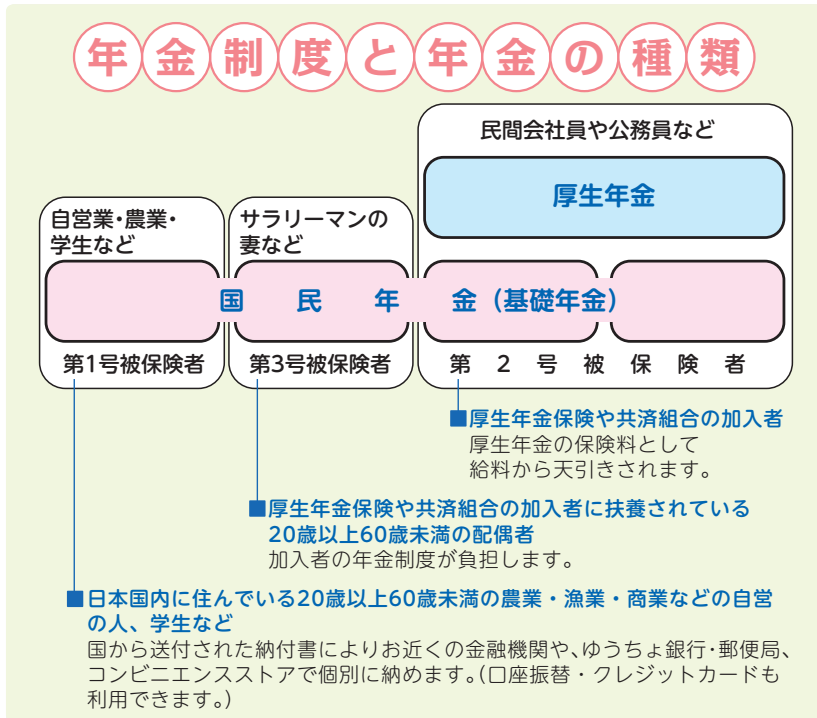 年金制度と年金の種類
民間会社員や公務員など
厚生年金
自営業・農業・
学生など
サラリーマンの
妻など
国民年金(基礎年金)
第1号被保険者
第3号被保険者
第2号被保険者
■厚生年金保険や共済組合の加入者
厚生年金の保険料として
給料から天引きされます。
■厚生年金保険や共済組合の加入者に扶養されている
20歳以上60歳未満の配偶者
加入者の年金制度が負担します。
■日本国内に住んでいる20歳以上60歳未満の農業・漁業・商業などの自営
の人、学生など
国から送付された納付書によりお近くの金融機関や、ゆうちょ銀行・郵便局、
コンビニエンスストアで個別に納めます。(口座振替・クレジットカードも
利用できます。)